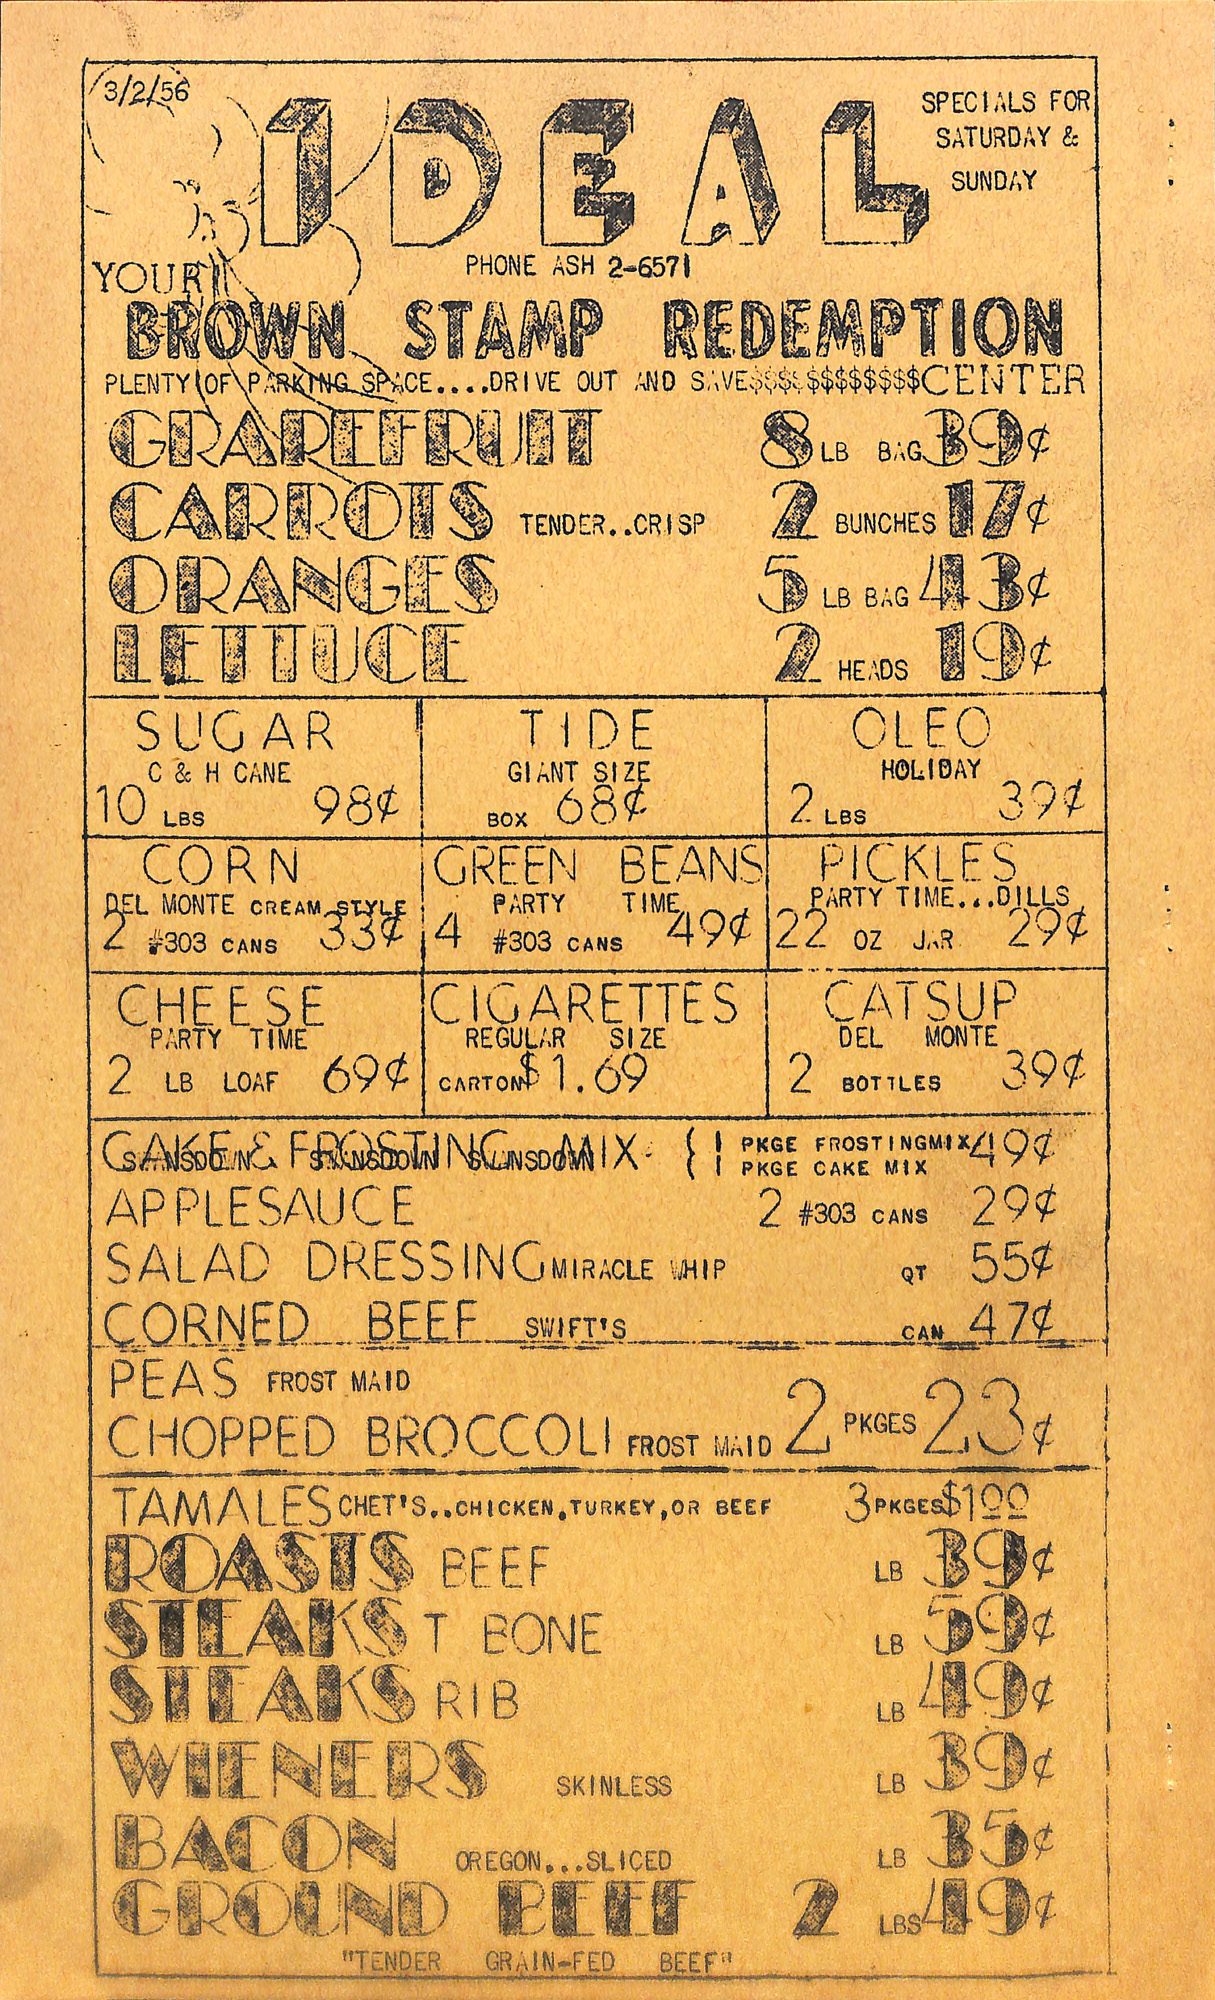 3/2/56
IDEAL
SPECIALS FOR
SATURDAY &
SUNDAY
PHONE ASH 2-6571
YOUR
BROWN STAMP REDEMPTION
PLENTY OF PARKING SPACE....DRIVE OUT AND SAVE$$$$$$$$$$$$CENTER
GRAPEFRUIT 8 LB BAG 39¢
CARROTS TENDER..CRISP 2 BUNCHES 17¢
ORANGES 5 LB BAG 43¢
LETTUCE 2 HEADS 19¢
SUGAR
C & H CANE
10 LBS 98¢
TIDE
GIANT SIZE
BOX 68¢
OLEO
HOLIDAY
2 LBS 39¢
CORN
DEL MONTE CREAM STYLE
2 #303 CANS 33¢
GREEN BEANS
PARTY TIME
4 #303 CANS 49¢
PICKLES
PARTY TIME...DILLS
22 OZ JAR 29¢
CHEESE
PARTY TIME
2 LB LOAF 69¢
CIGARETTES
REGULAR SIZE
CARTON $1.69
CATSUP
DEL MONTE
2 BOTTLES 39¢
CAKE & FROSTING MIX { 1 PKGE FROSTINGMIX 49¢
SWANSDOWN SWANSDOWN SWANSDOWN 1 PKGE CAKE MIX
APPLESAUCE 2 #303 CANS 29¢
SALAD DRESSING MIRACLE WHIP QT 55¢
CORNED BEEF SWIFT'S CAN 47¢
PEAS FROST MAID
CHOPPED BROCCOLI FROST MAID 2 PKGES 23¢
TAMALES CHET'S..CHICKEN,TURKEY,OR BEEF 3 PKGES $1.00
ROASTS BEEF LB 39¢
STEAKS T BONE LB 59¢
STEAKS RIB LB 49¢
WIENERS SKINLESS LB 39¢
BACON OREGON...SLICED LB 35¢
GROUND BEEF 2 LBS 49¢
"TENDER GRAIN-FED BEEF"